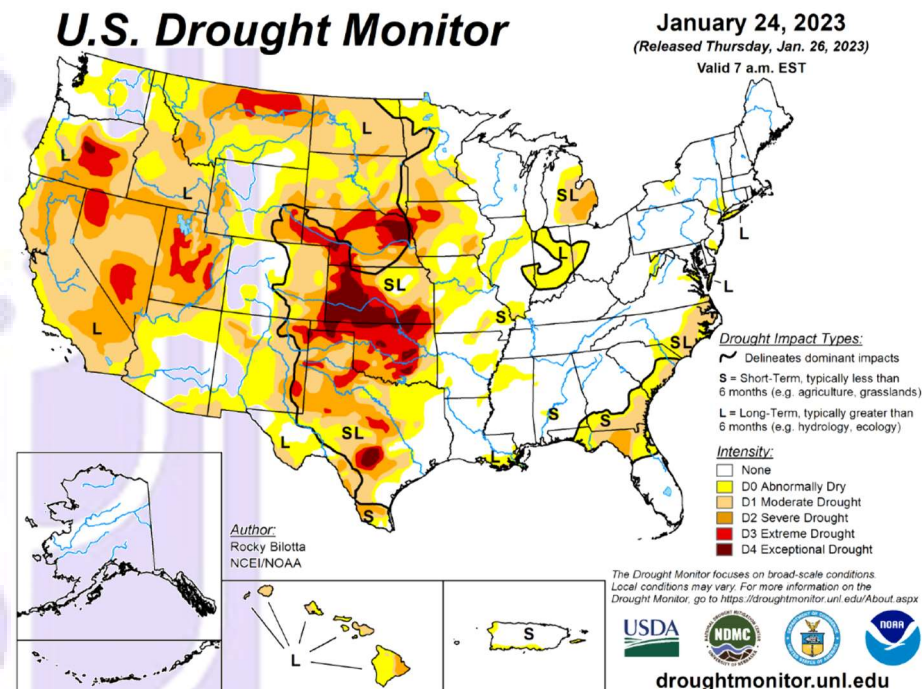 U.S. Drought Monitor
January 24, 2023
(Released Thursday, Jan. 26, 2023)
Valid 7 a.m. EST
L
L
L
SL
L
L
L
SL
S
SL
S
S
L
SL
L
S
Drought Impact Types:
Delineates dominant impacts
S = Short-Term, typically less than
6 months (e.g. agriculture, grasslands)
L = Long-Term, typically greater than
6 months (e.g. hydrology, ecology)
Intensity:
None
D0 Abnormally Dry
D1 Moderate Drought
D2 Severe Drought
D3 Extreme Drought
D4 Exceptional Drought
Author:
Rocky Bilotta
NCEI/NOAA
L
S
The Drought Monitor focuses on broad-scale conditions.
Local conditions may vary. For more information on the
Drought Monitor, go to https://droughtmonitor.unl.edu/About.aspx
USDA
NDMC
NOAA
droughtmonitor.unl.edu